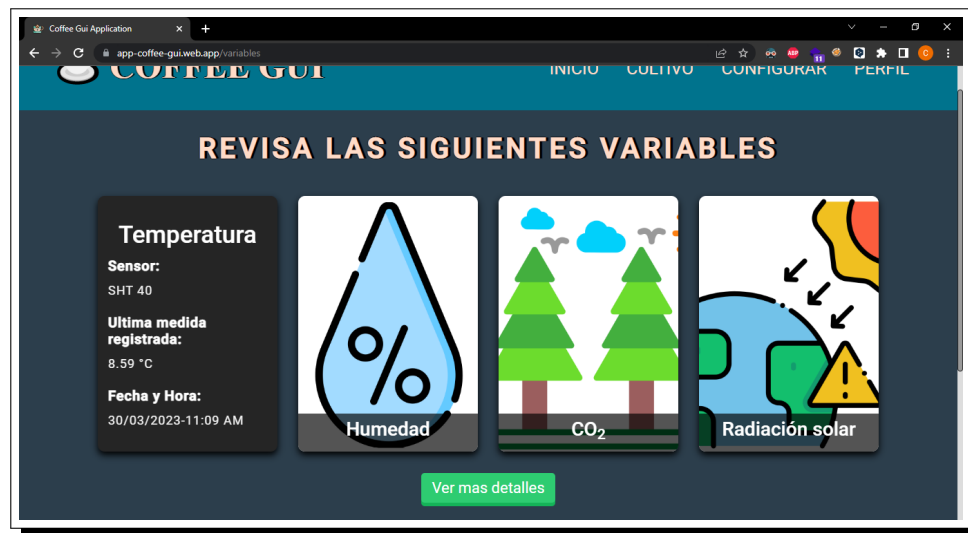 Coffee Gui Application
app-coffee-gui.web.app/variables
ABP
11
C
COFFEE GUI
INICIO CULTIVO CONFIGURAR PERFIL
REVISA LAS SIGUIENTES VARIABLES
Temperatura
Sensor:
SHT 40
Ultima medida
registrada:
8.59 °C
Fecha y Hora:
30/03/2023-11:09 AM
%
Humedad
CO₂
!
Radiación solar
Ver mas detalles